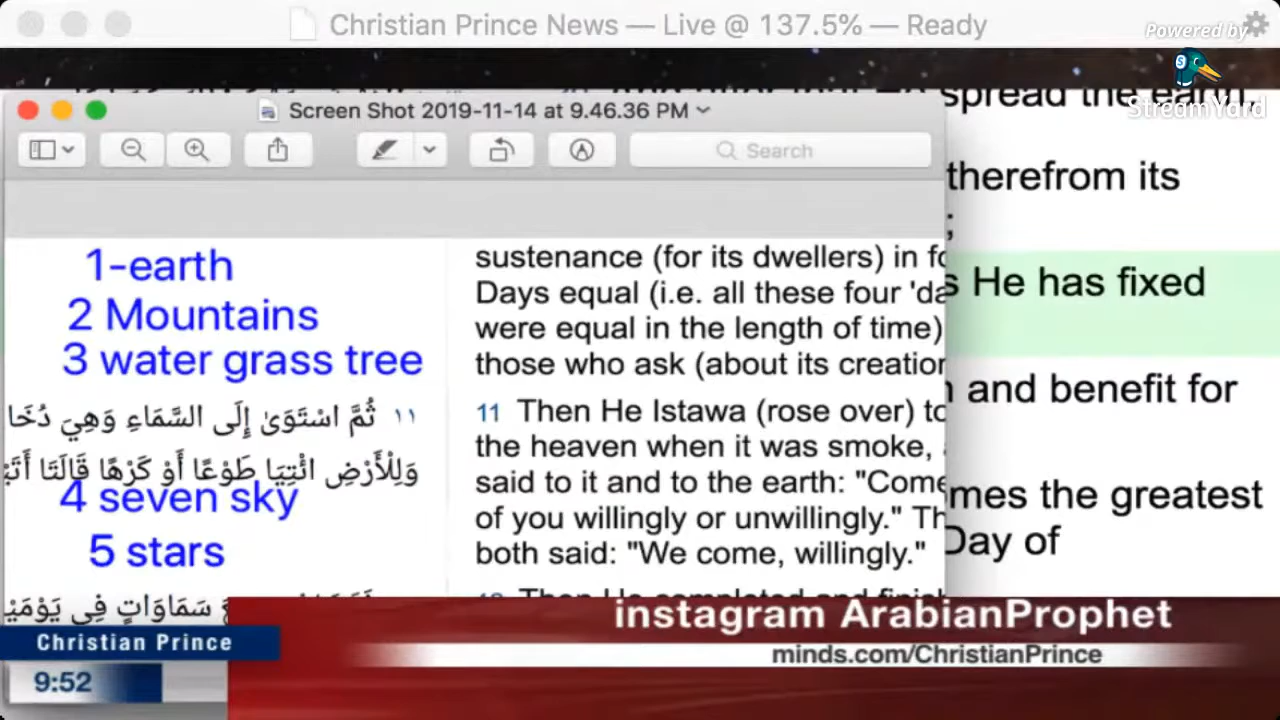 Christian Prince News — Live @ 137.5% — Ready
Powered by
StreamYard
spread the earth
Screen Shot 2019-11-14 at 9.46.36 PM
Search
therefrom its
;
He has fixed
and benefit for
mes the greatest
Day of
1-earth
2 Mountains
3 water grass tree
١١ ثُمَّ اسْتَوَىٰ إِلَى السَّمَاءِ وَهِيَ دُخَا
وَلِلْأَرْضِ ائْتِيَا طَوْعًا أَوْ كَرْهًا قَالَتَا
4 seven sky
5 stars
سَمَاوَاتٍ فِي
sustenance (for its dwellers) in fo
Days equal (i.e. all these four 'da
were equal in the length of time)
those who ask (about its creation
11 Then He Istawa (rose over) to
the heaven when it was smoke,
said to it and to the earth: "Come
of you willingly or unwillingly." Th
both said: "We come, willingly."
Then He completed and finish
instagram ArabianProphet
minds.com/ChristianPrince
Christian Prince
9:52